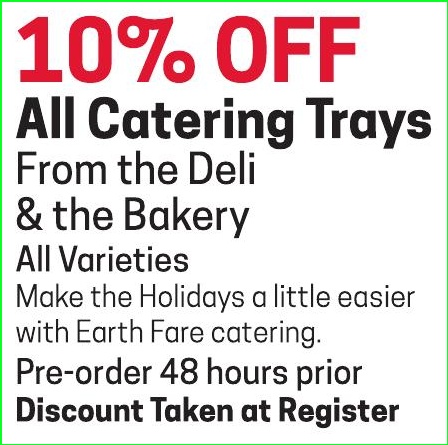 10% OFF
All Catering Trays
From the Deli
& the Bakery
All Varieties
Make the Holidays a little easier
with Earth Fare catering.
Pre-order 48 hours prior
Discount Taken at Register